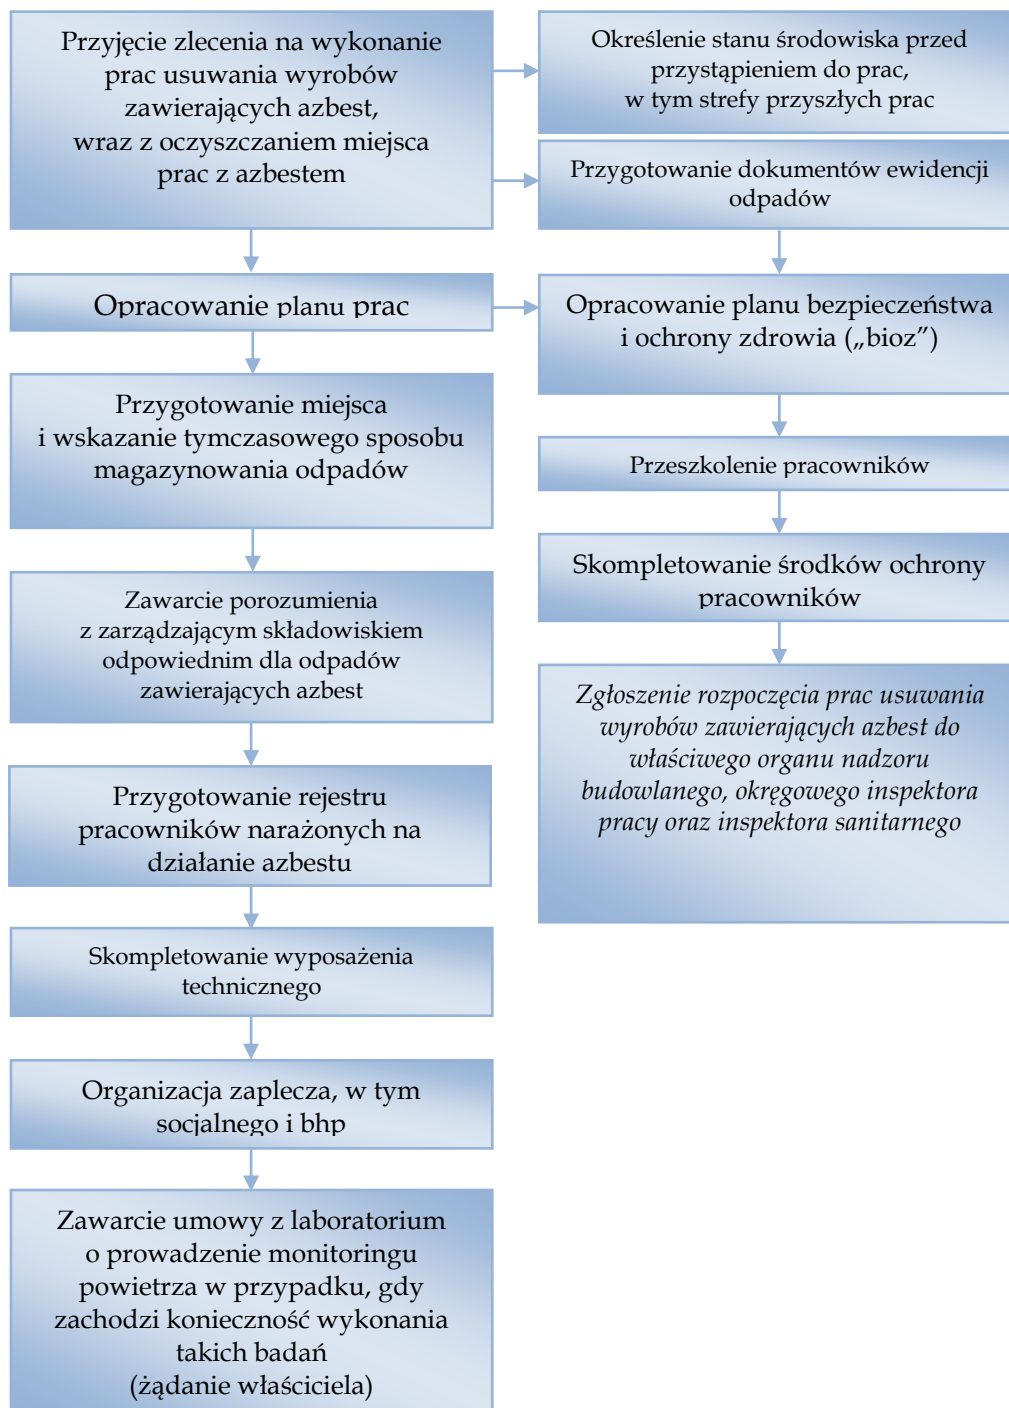 Przyjęcie zlecenia na wykonanie
prac usuwania wyrobów
zawierających azbest,
wraz z oczyszczaniem miejsca
prac z azbestem
Określenie stanu środowiska przed
przystąpieniem do prac,
w tym strefy przyszłych prac
Przygotowanie dokumentów ewidencji
odpadów
Opracowanie planu prac
Opracowanie planu bezpieczeństwa
i ochrony zdrowia („bioz”)
Przygotowanie miejsca
i wskazanie tymczasowego sposobu
magazynowania odpadów
Przeszkolenie pracowników
Zawarcie porozumienia
z zarządzającym składowiskiem
odpowiednim dla odpadów
zawierających azbest
Skompletowanie środków ochrony
pracowników
Przygotowanie rejestru
pracowników narażonych na
działanie azbestu
Zgłoszenie rozpoczęcia prac usuwania
wyrobów zawierających azbest do
właściwego organu nadzoru
budowlanego, okręgowego inspektora
pracy oraz inspektora sanitarnego
Skompletowanie wyposażenia
technicznego
Organizacja zaplecza, w tym
socjalnego i bhp
Zawarcie umowy z laboratorium
o prowadzenie monitoringu
powietrza w przypadku, gdy
zachodzi konieczność wykonania
takich badań
(żądanie właściciela)